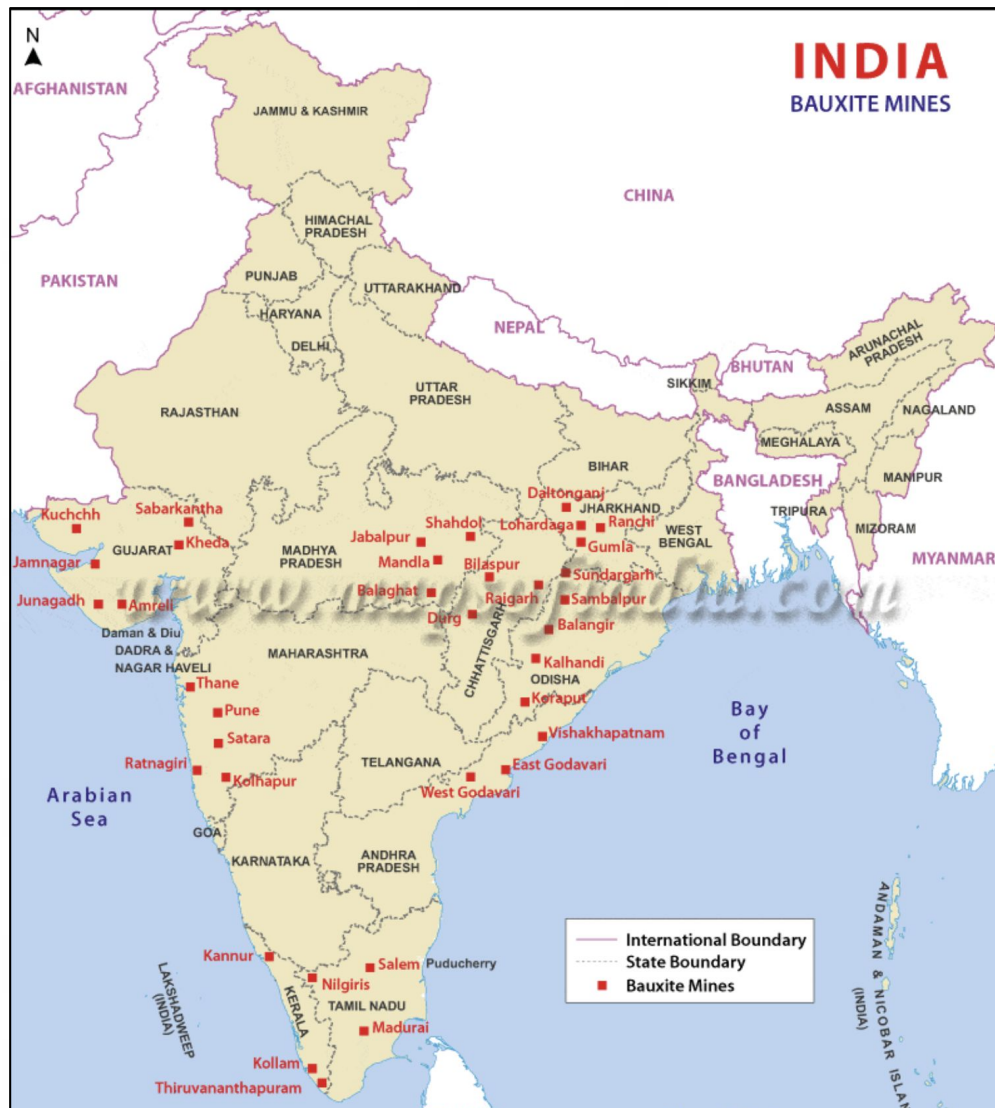 N
INDIA
BAUXITE MINES
AFGHANISTAN
JAMMU & KASHMIR
CHINA
HIMACHAL
PRADESH
PAKISTAN
PUNJAB
UTTARAKHAND
HARYANA
DELHI
NEPAL
BHUTAN
ARUNACHAL
PRADESH
SIKKIM
UTTAR
PRADESH
RAJASTHAN
ASSAM
NAGALAND
MEGHALAYA
BIHAR
BANGLADESH
MANIPUR
Daltonganj
JHARKHAND
TRIPURA
MIZORAM
Kuchchh
Sabarkantha
Shahdol
Lohardaga
Ranchi
WEST
BENGAL
Jabalpur
Kheda
GUJARAT
MADHYA
PRADESH
Gumla
MYANMAR
Jamnagar
Mandla
Bilaspur
Sundargarh
www.mapsofindia.com
Balaghat
Raigarh
Junagadh
Amreli
Sambalpur
Durg
Daman & Diu
DADRA &
NAGAR HAVELI
Balangir
MAHARASHTRA
CHHATTISGARH
Kalhandi
ODISHA
Thane
Koraput
Pune
Bay
of
Bengal
Satara
Vishakhapatnam
TELANGANA
Ratnagiri
Kolhapur
East Godavari
West Godavari
Arabian
Sea
GOA
KARNATAKA
ANDHRA
PRADESH
International Boundary
State Boundary
Bauxite Mines
ANDAMAN & NICOBAR ISLAN
(INDIA)
Kannur
Salem
Puducherry
LAKSHADWEEP
(INDIA)
Nilgiris
KERALA
TAMIL NADU
Madurai
Kollam
Thiruvananthapuram